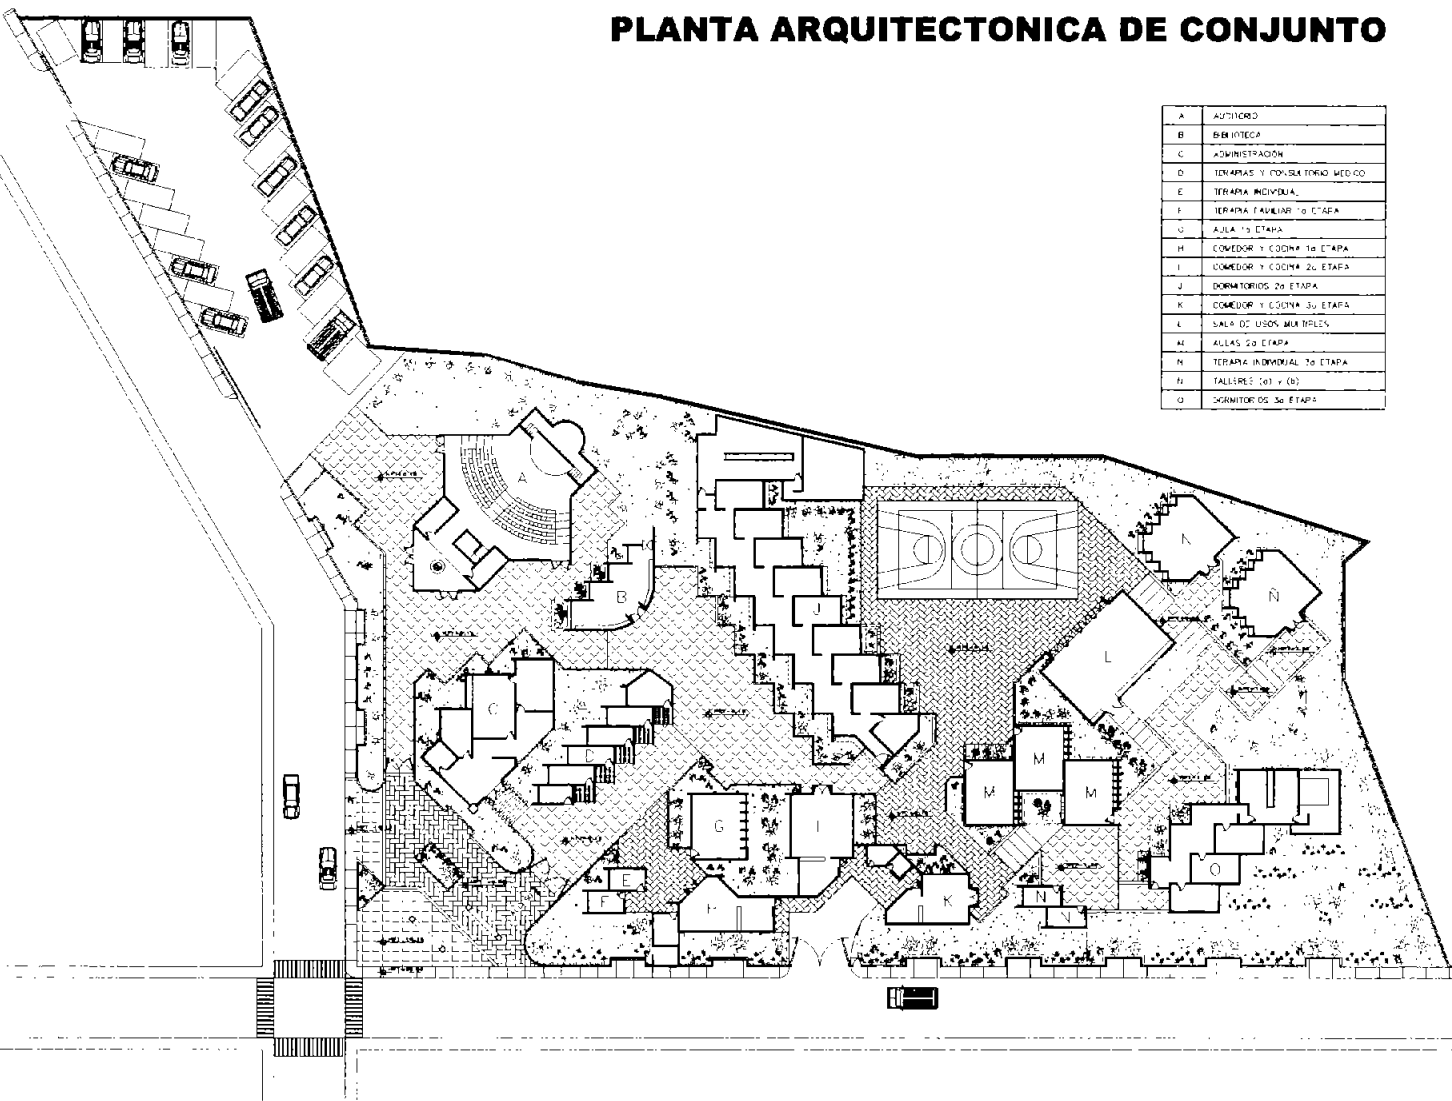 PLANTA ARQUITECTONICA DE CONJUNTO
A AUDITORIO
B BIBLIOTECA
C ADMINISTRACIÓN
D TERAPIAS Y CONSULTORIO MEDICO
E TERAPIA INDIVIDUAL
F TERAPIA FAMILIAR 1a ETAPA
G AULA 1a ETAPA
H COMEDOR Y COCINA 1a ETAPA
I COMEDOR Y COCINA 2a ETAPA
J DORMITORIOS 2a ETAPA
K COMEDOR Y COCINA 3a ETAPA
L SALA DE USOS MULTIPLES
M AULAS 2a ETAPA
N TERAPIA INDIVIDUAL 3a ETAPA
Ñ TALLERES (a) y (b)
O DORMITORIOS 3a ETAPA
A
B
C
D
E
F
G
H
I
J
K
L
M
M
M
N
N
Ñ
Ñ
O